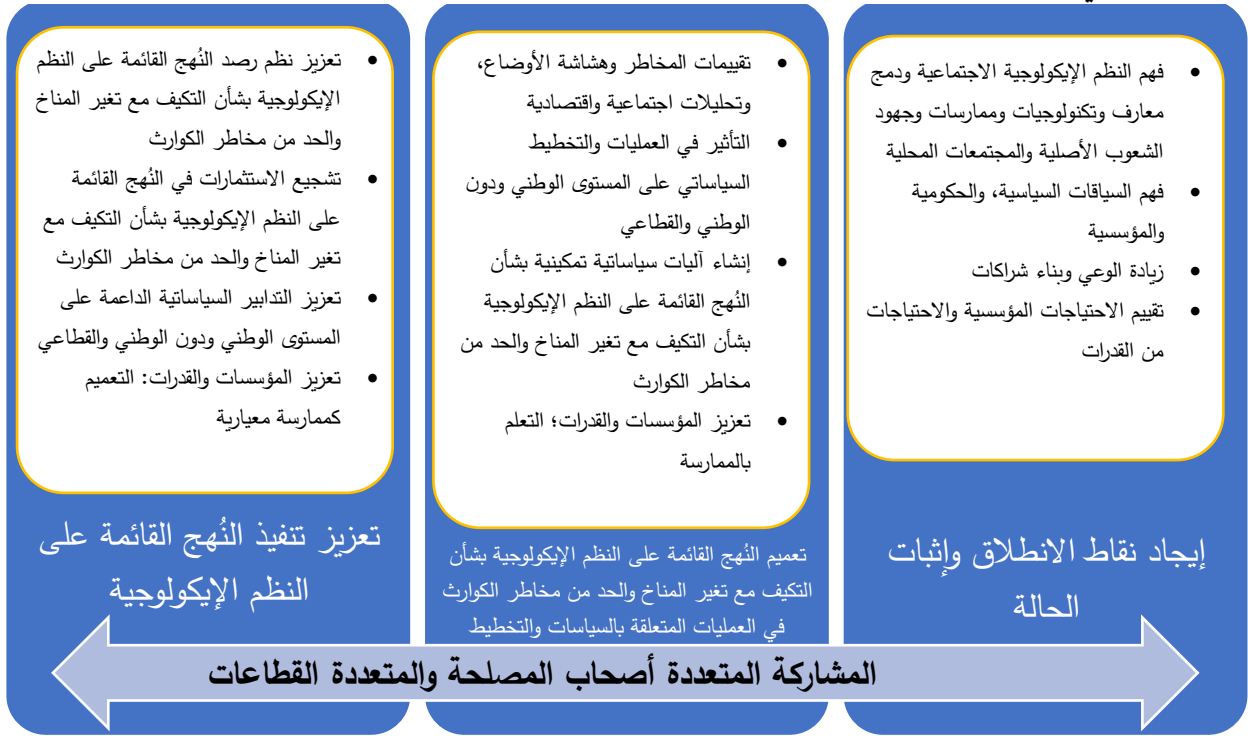 • فهم النظم الإيكولوجية الاجتماعية ودمج
معارف وتكنولوجيات وممارسات وجهود
الشعوب الأصلية والمجتمعات المحلية
• فهم السياقات السياسية، والحكومية
والمؤسسية
• زيادة الوعي وبناء شراكات
• تقييم الاحتياجات المؤسسية والاحتياجات
من القدرات
إيجاد نقاط الانطلاق وإثبات
الحالة
• تقييمات المخاطر وهشاشة الأوضاع،
وتحليلات اجتماعية واقتصادية
• التأثير في العمليات والتخطيط
السياساتي على المستوى الوطني ودون
الوطني والقطاعي
• إنشاء آليات سياساتية تمكينية بشأن
النُهج القائمة على النظم الإيكولوجية
بشأن التكيف مع تغير المناخ والحد من
مخاطر الكوارث
• تعزيز المؤسسات والقدرات؛ التعلم
بالممارسة
تعميم النُهج القائمة على النظم الإيكولوجية بشأن
التكيف مع تغير المناخ والحد من مخاطر الكوارث
في العمليات المتعلقة بالسياسات والتخطيط
• تعزيز نظم رصد النُهج القائمة على النظم
الإيكولوجية بشأن التكيف مع تغير المناخ
والحد من مخاطر الكوارث
• تشجيع الاستثمارات في النُهج القائمة
على النظم الإيكولوجية بشأن التكيف مع
تغير المناخ والحد من مخاطر الكوارث
• تعزيز التدابير السياساتية الداعمة على
المستوى الوطني ودون الوطني والقطاعي
• تعزيز المؤسسات والقدرات: التعميم
كممارسة معيارية
تعزيز تنفيذ النُهج القائمة على
النظم الإيكولوجية
المشاركة المتعددة أصحاب المصلحة والمتعددة القطاعات